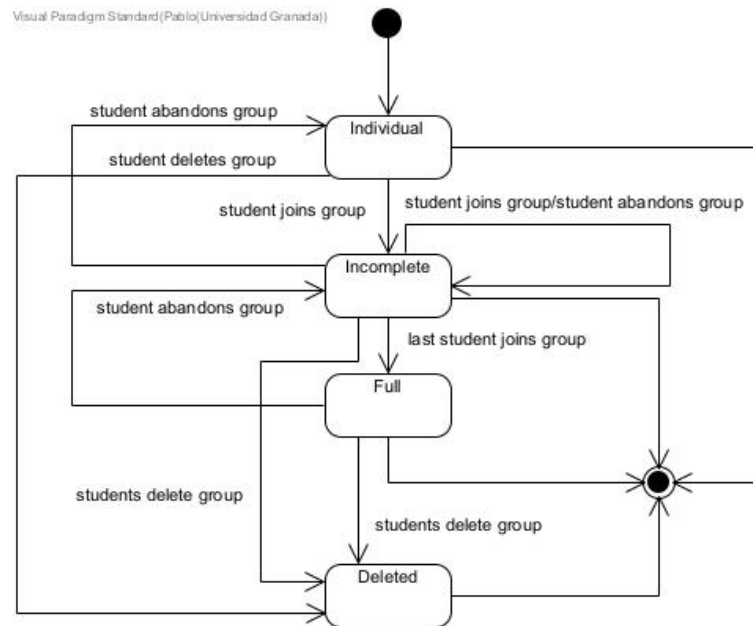 Visual Paradigm Standard(Pablo(Universidad Granada))
student abandons group
Individual
student deletes group
student joins group
student joins group/student abandons group
Incomplete
student abandons group
last student joins group
Full
students delete group
students delete group
Deleted